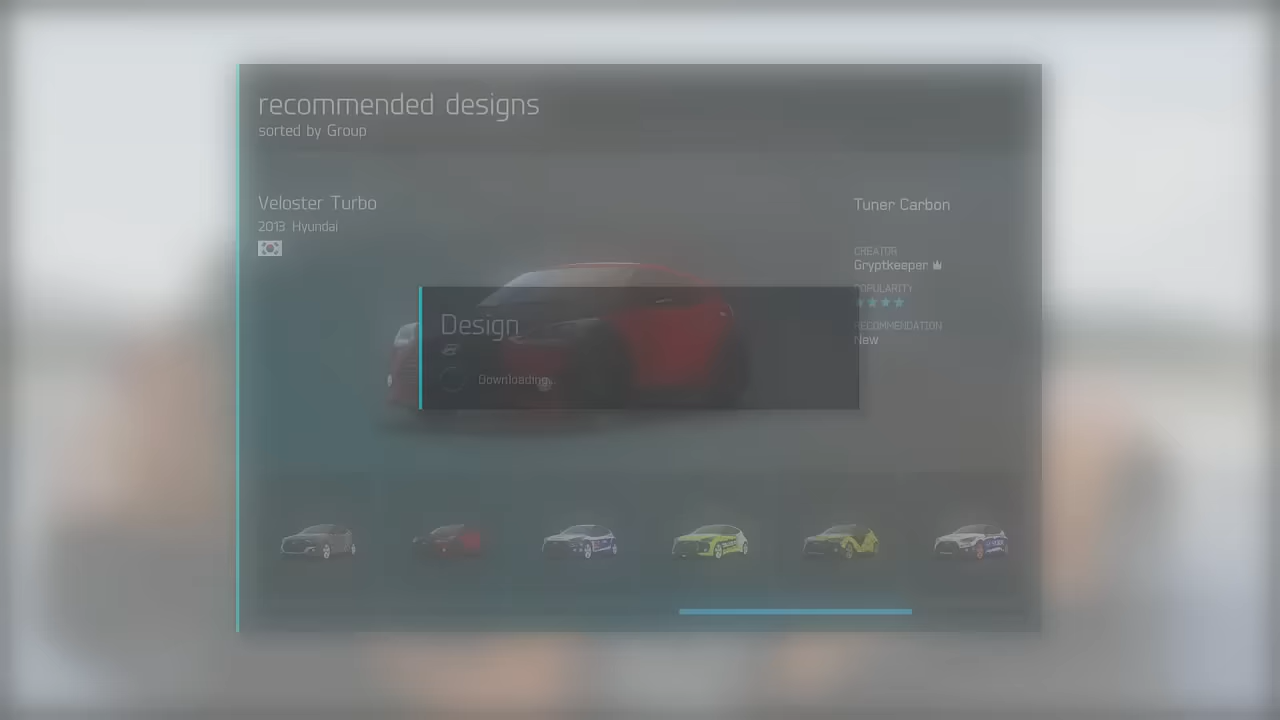 recommended designs
sorted by Group
Veloster Turbo
2013 Hyundai
Tuner Carbon
CREATOR
Gryptkeeper
POPULARITY
RECOMMENDATION
New
Design
Downloading...